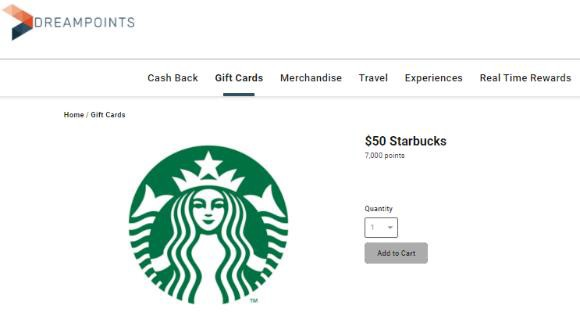 DREAMPOINTS
Cash Back Gift Cards Merchandise Travel Experiences Real Time Rewards
Home / Gift Cards
$50 Starbucks
7,000 points
Quantity
1
Add to Cart
TM